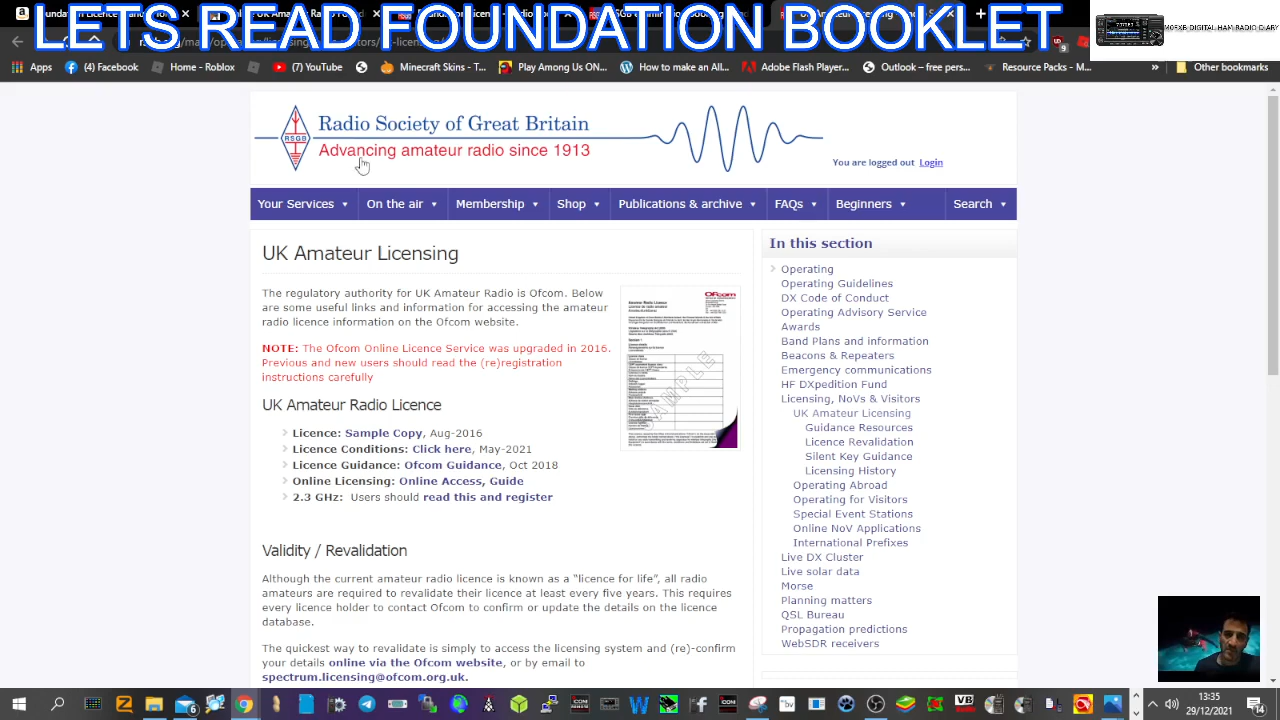 LETS READ FOUNDATION BOOKLET
M0FXB DIGITAL HAM RADIO DIARY
Apps
(4) Facebook
Home - Roblox
(7) YouTube
Minecraft Skins - T...
Play Among Us ON...
How to make an All...
Adobe Flash Player...
Outlook – free pers...
Resource Packs -...
Other bookmarks
RSGB
Radio Society of Great Britain
Advancing amateur radio since 1913
You are logged out Login
Your Services
On the air
Membership
Shop
Publications & archive
FAQs
Beginners
Search
UK Amateur Licensing
The regulatory authority for UK Amateur Radio is Ofcom. Below
are some useful links and information for accessing the amateur
radio licence information on the Ofcom website.
NOTE: The Ofcom Online Licence Service was upgraded in 2016.
Previous and new users should read the (re)registration
instructions carefully.
Ofcom
SAMPLE
UK Amateur Radio Licence
Licence: Sample Copy, Aug-2016
Licence Conditions: Click here, May-2021
Licence Guidance: Ofcom Guidance, Oct 2018
Online Licensing: Online Access, Guide
2.3 GHz: Users should read this and register
Validity / Revalidation
Although the current amateur radio licence is known as a “licence for life”, all radio
amateurs are required to revalidate their licence at least every five years. This requires
every licence holder to contact Ofcom to confirm or update the details on the licence
database.
The quickest way to revalidate is simply to access the licensing system and (re)-confirm
your details online via the Ofcom website, or by email to
spectrum.licensing@ofcom.org.uk.
In this section
Operating
Operating Guidelines
DX Code of Conduct
Operating Advisory Service
Awards
Band Plans and information
Beacons & Repeaters
Emergency communications
HF DXpedition Fund
Licensing, NoVs & Visitors
UK Amateur Licensing
Guidance Resources
Licence Revalidation
Silent Key Guidance
Licensing History
Operating Abroad
Operating for Visitors
Special Event Stations
Online NoV Applications
International Prefixes
Live DX Cluster
Live solar data
Morse
Planning matters
QSL Bureau
Propagation predictions
WebSDR receivers
13:35
29/12/2021
14